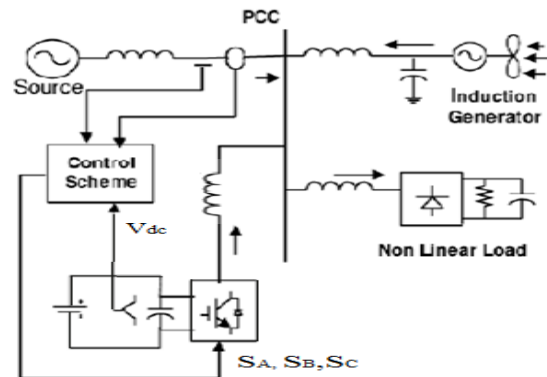 PCC
Source
Induction
Generator
Control
Scheme
Vdc
Non Linear Load
SA, SB,SC